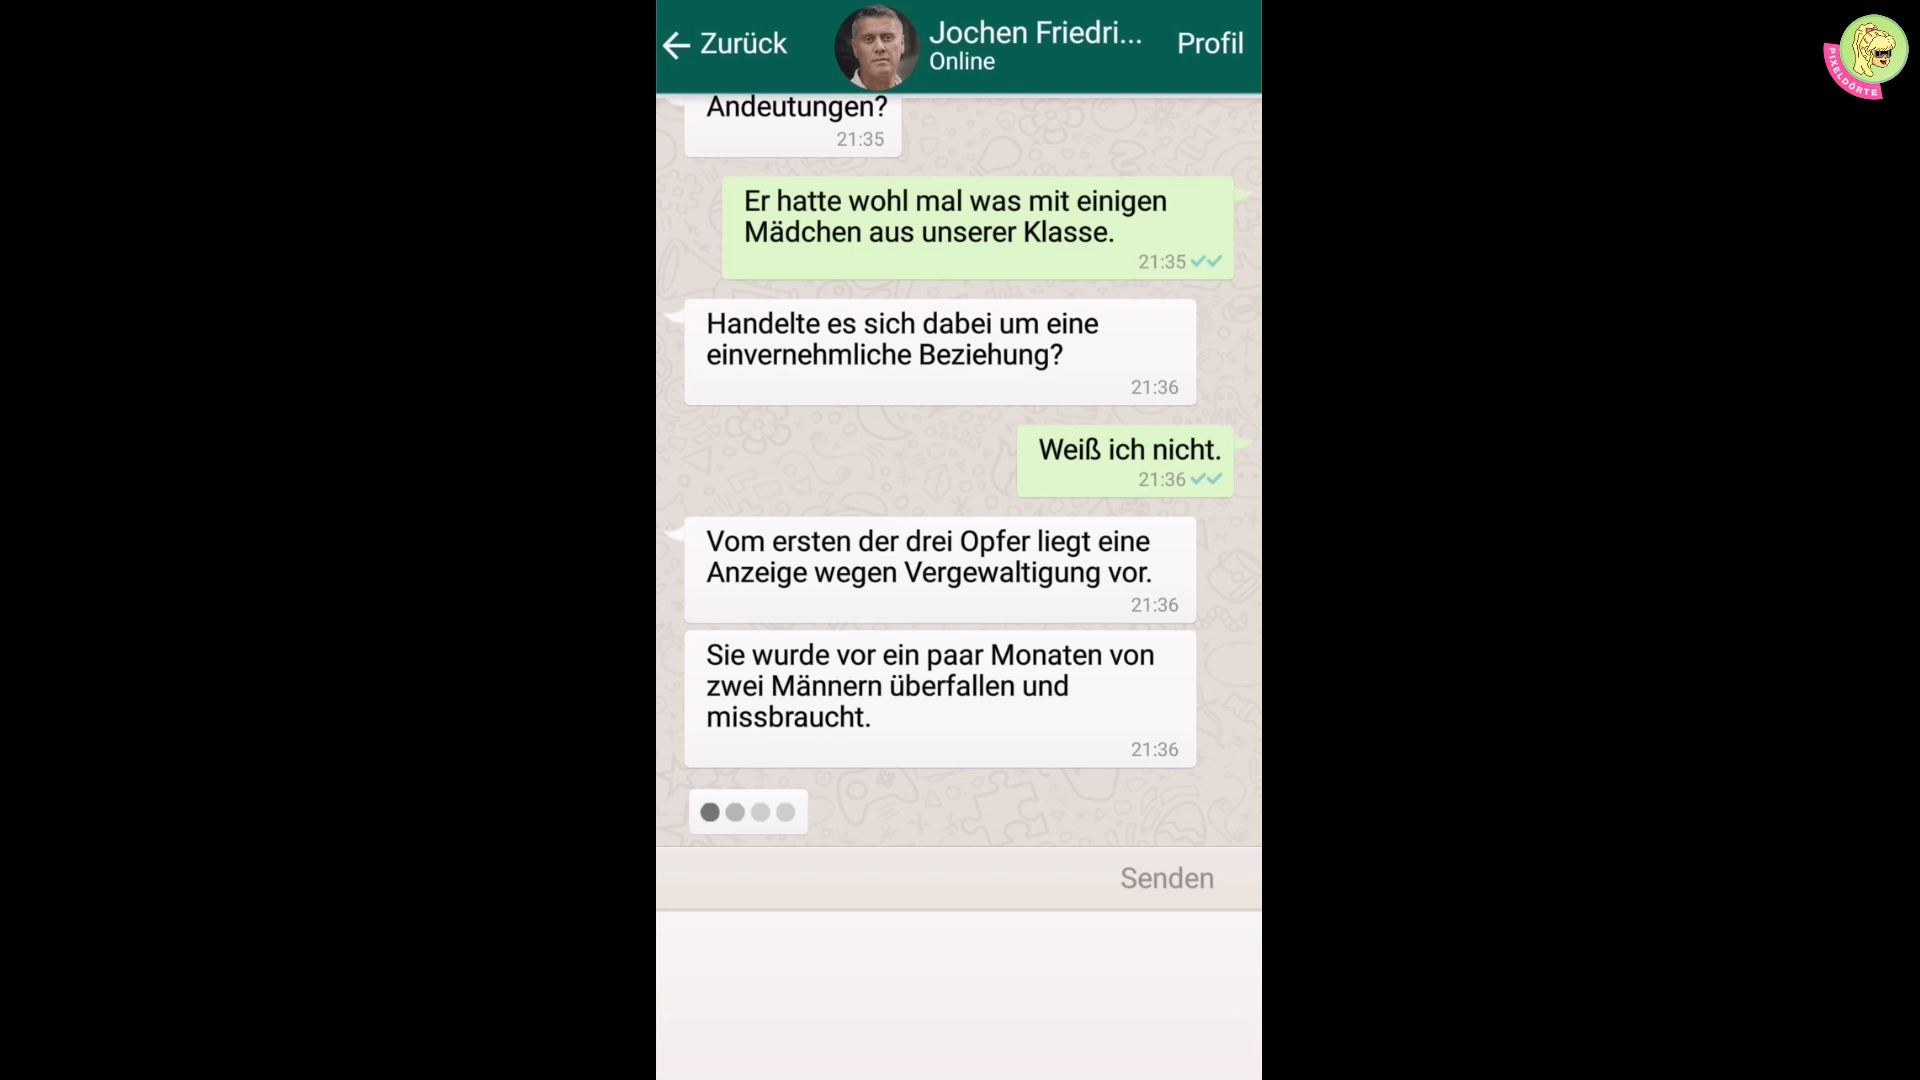 Zurück
Jochen Friedri...
Online
Profil
Andeutungen?
21:35
Er hatte wohl mal was mit einigen
Mädchen aus unserer Klasse.
21:35
Handelte es sich dabei um eine
einvernehmliche Beziehung?
21:36
Weiß ich nicht.
21:36
Vom ersten der drei Opfer liegt eine
Anzeige wegen Vergewaltigung vor.
21:36
Sie wurde vor ein paar Monaten von
zwei Männern überfallen und
missbraucht.
21:36
Senden
PIXELDÖRTE